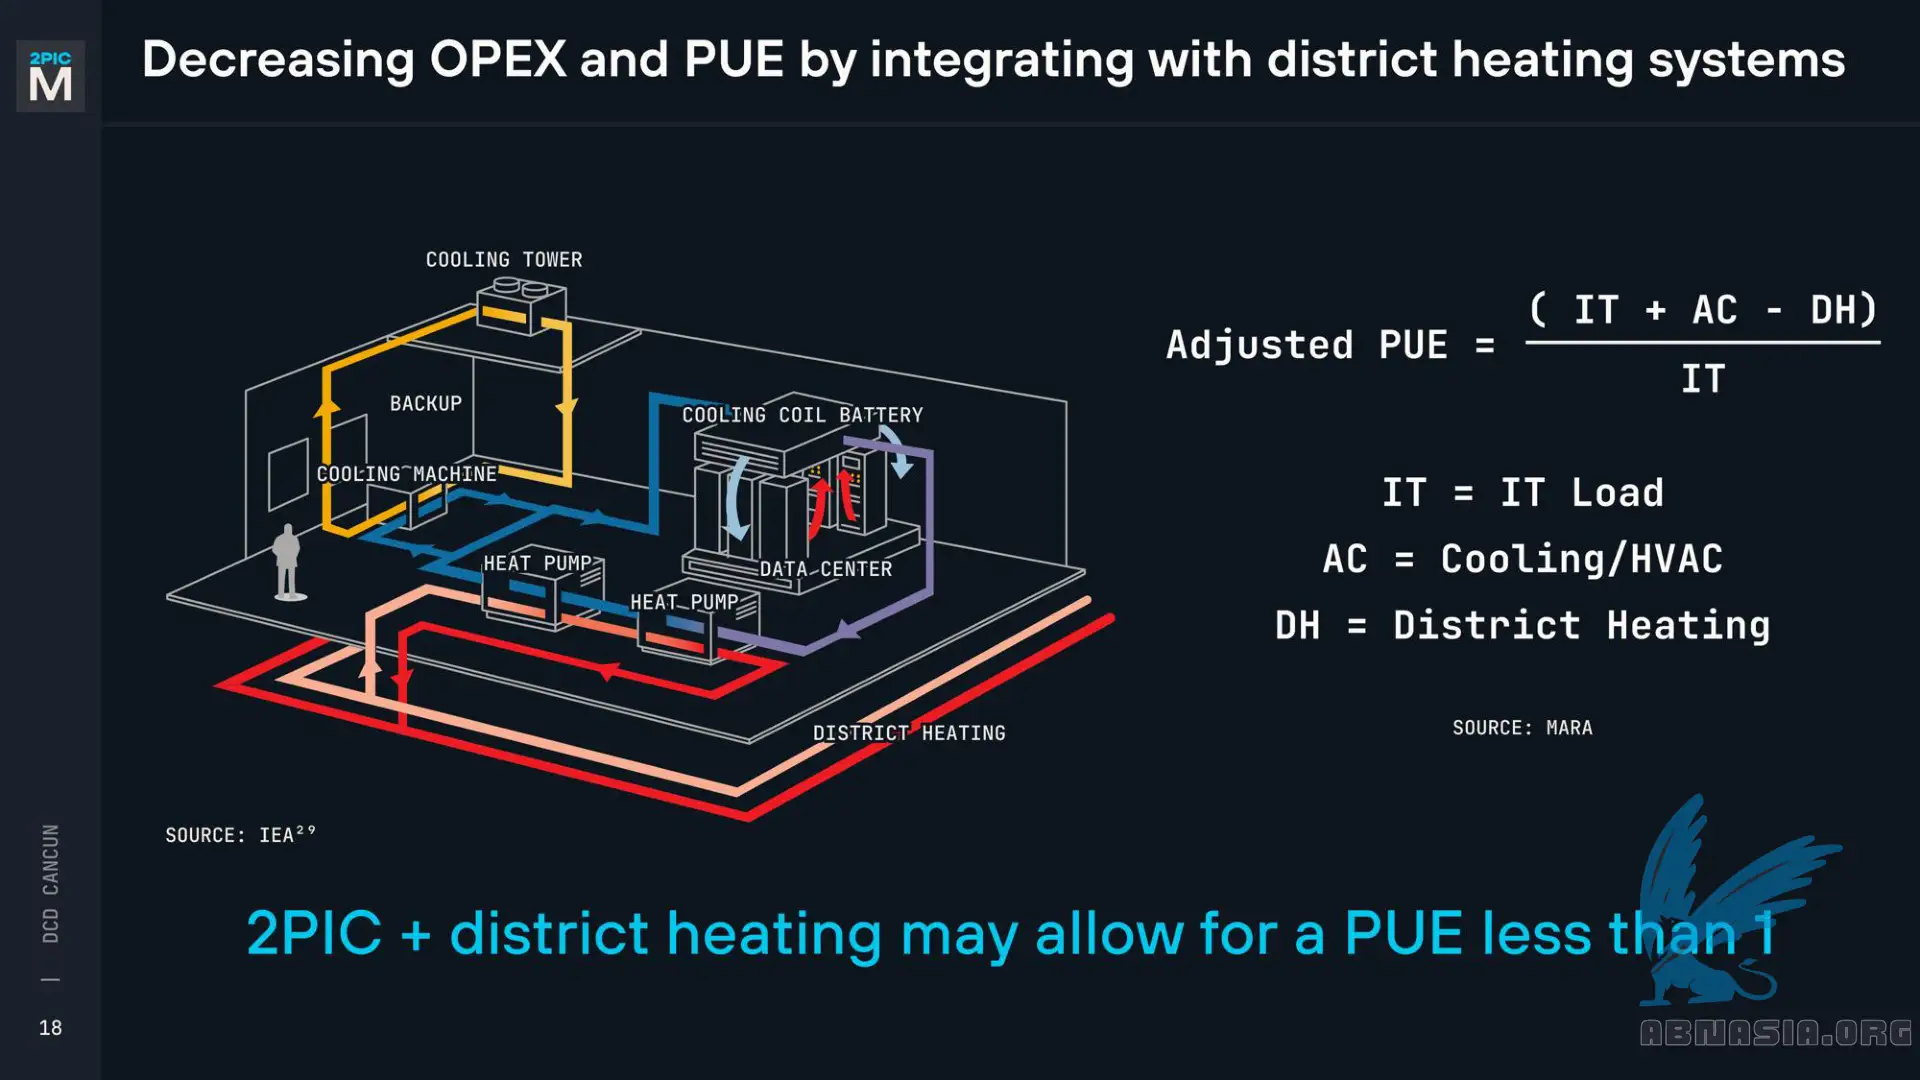 2PIC
M
Decreasing OPEX and PUE by integrating with district heating systems
COOLING TOWER
BACKUP
COOLING MACHINE
COOLING COIL BATTERY
HEAT PUMP
HEAT PUMP
DATA CENTER
DISTRICT HEATING
SOURCE: IEA²⁹
Adjusted PUE = ( IT + AC - DH)
IT
IT = IT Load
AC = Cooling/HVAC
DH = District Heating
SOURCE: MARA
2PIC + district heating may allow for a PUE less than 1
DCD CANCUN |
18
ABNASIA.ORG